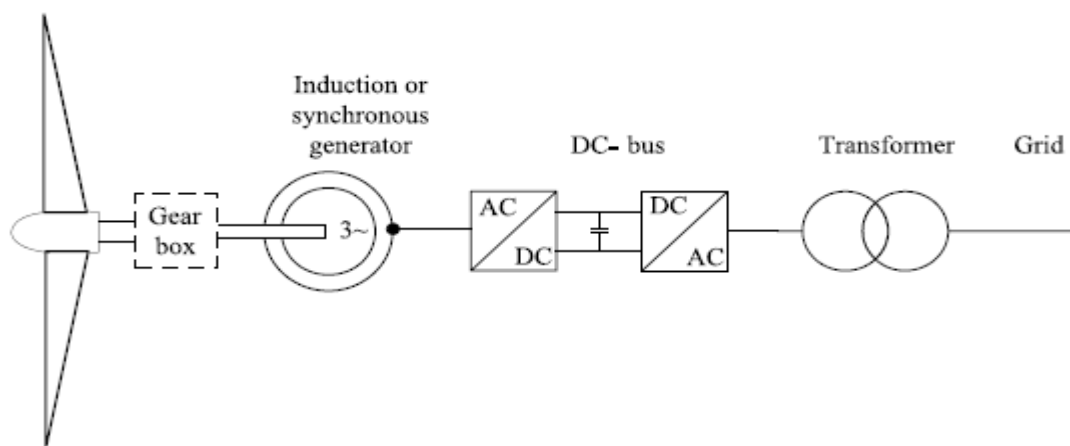 Induction or
synchronous
generator
DC- bus
Transformer
Grid
Gear
box
3~
AC
DC
DC
AC